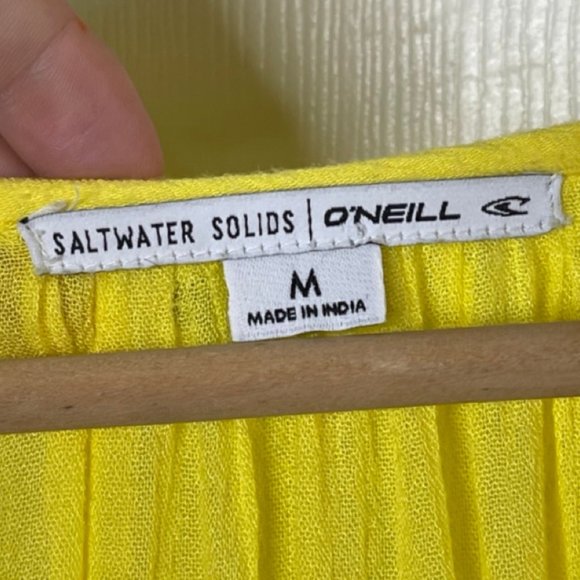 SALTWATER SOLIDS | O'NEILL
M
MADE IN INDIA